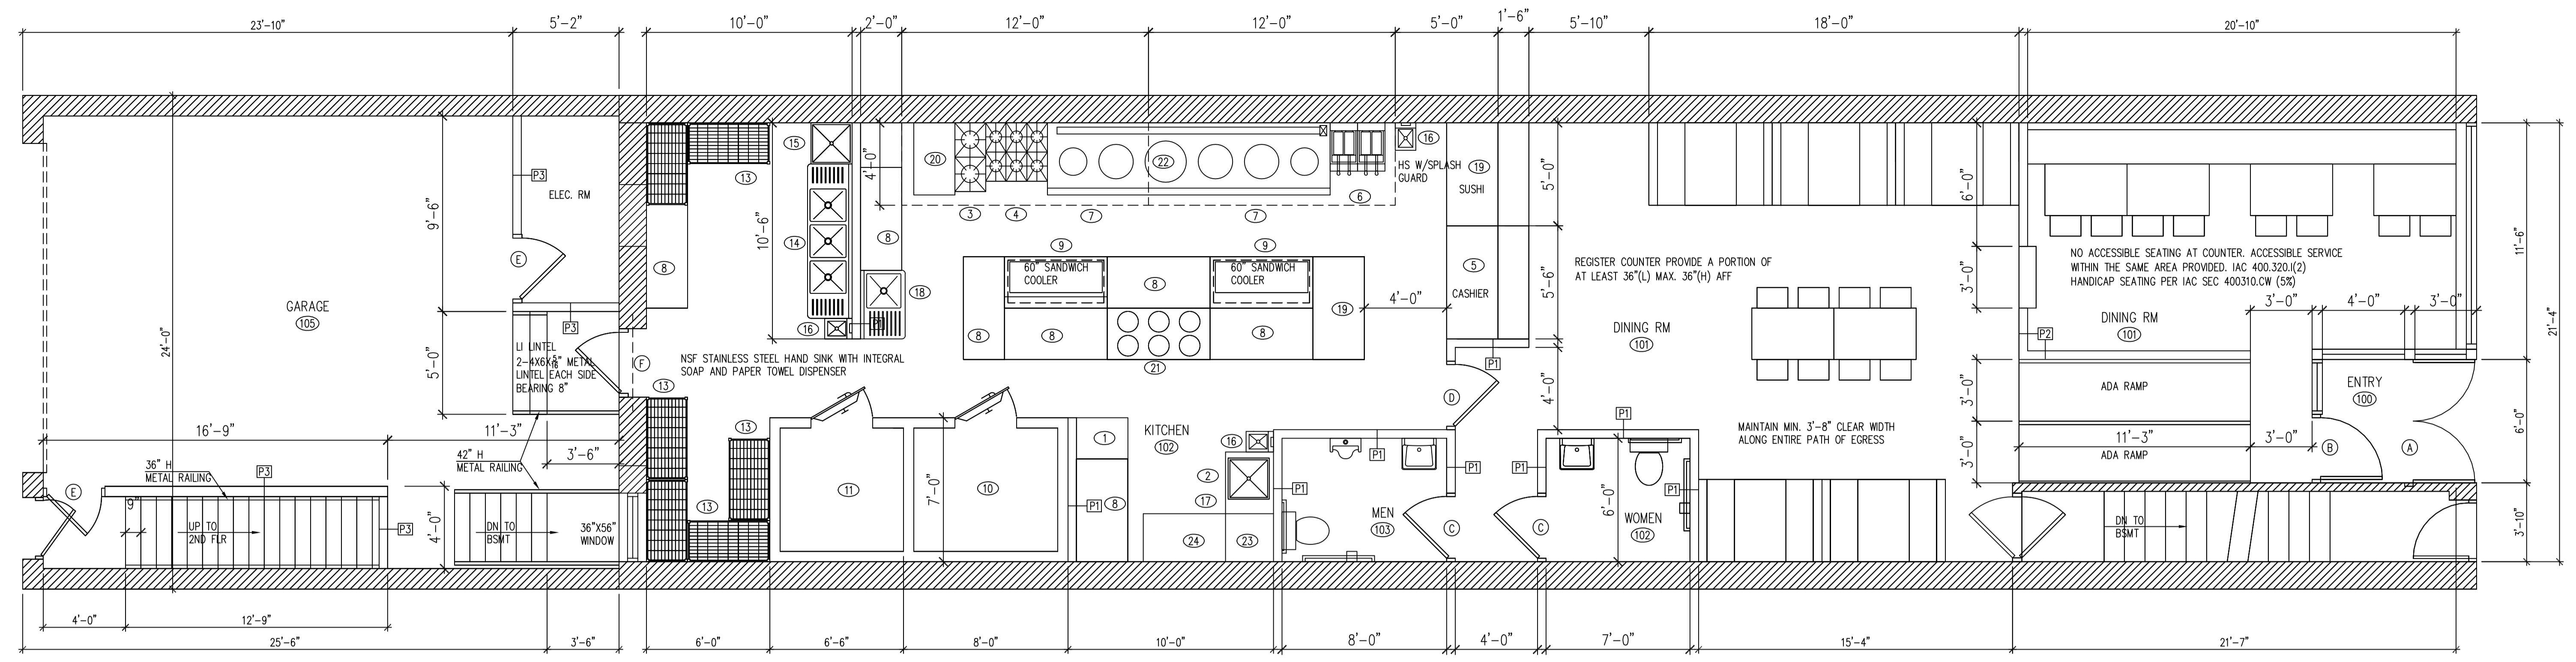 23'-10"
5'-2"
10'-0"
2'-0"
12'-0"
12'-0"
5'-0"
1'-6"
5'-10"
18'-0"
20'-10"
P3
ELEC. RM
9'-6"
E
GARAGE
105
24'-0"
P3
5'-0"
LI LINTEL
2-4X6X5/16" METAL
LINTEL EACH SIDE
BEARING 8"
F
16'-9"
11'-3"
3'-6"
36" H
METAL RAILING
P3
42" H
METAL RAILING
E
9"
UP TO
2ND FLR
P3
4'-0"
DN TO
BSMT
36"X56"
WINDOW
4'-0"
12'-9"
25'-6"
3'-6"
13
15
4'-0"
10'-6"
14
8
8
18
16
P1
NSF STAINLESS STEEL HAND SINK WITH INTEGRAL
SOAP AND PAPER TOWEL DISPENSER
13
13
13
11
7'-0"
10
20
22
3
4
7
7
6
16
HS W/SPLASH
GUARD
19
SUSHI
5'-0"
9
9
60" SANDWICH
COOLER
8
60" SANDWICH
COOLER
8
8
8
19
21
4'-0"
5
CASHIER
5'-6"
P1
D
4'-0"
KITCHEN
102
1
8
P1
16
2
17
24
23
P1
P1
P1
MEN
103
C
P1
C
P1
6'-0"
WOMEN
102
P1
REGISTER COUNTER PROVIDE A PORTION OF
AT LEAST 36"(L) MAX. 36"(H) AFF
DINING RM
101
MAINTAIN MIN. 3'-8" CLEAR WIDTH
ALONG ENTIRE PATH OF EGRESS
6'-0"
3'-0"
NO ACCESSIBLE SEATING AT COUNTER. ACCESSIBLE SERVICE
WITHIN THE SAME AREA PROVIDED. IAC 400.320.I(2)
HANDICAP SEATING PER IAC SEC 400310.CW (5%)
3'-0"
4'-0"
3'-0"
DINING RM
101
P2
3'-0"
ADA RAMP
ENTRY
100
11'-3"
3'-0"
3'-0"
ADA RAMP
B
A
DN TO
BSMT
11'-6"
21'-4"
6'-0"
3'-10"
6'-0"
6'-6"
8'-0"
10'-0"
8'-0"
4'-0"
7'-0"
15'-4"
21'-7"